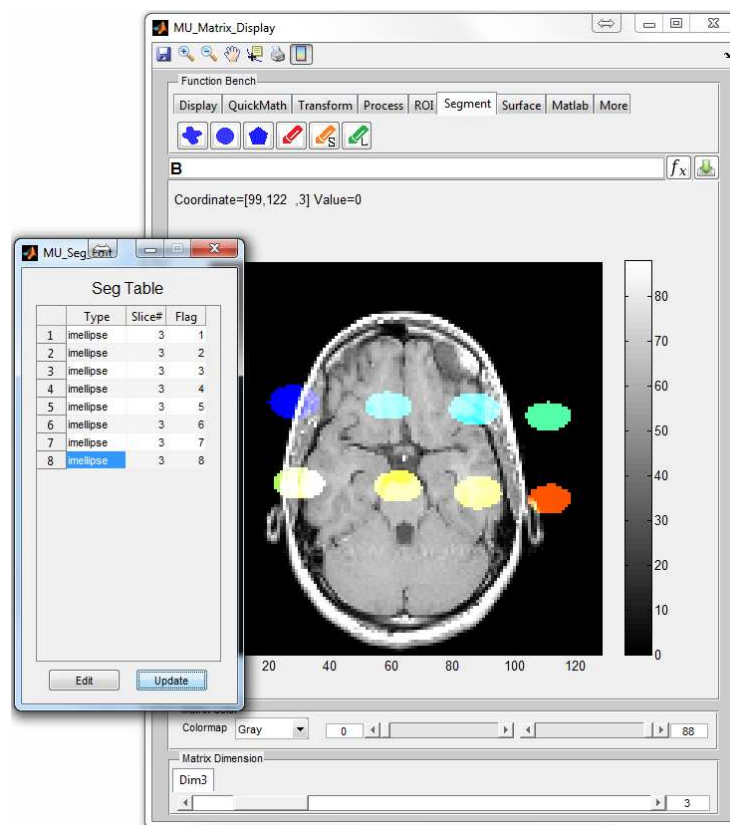 MU_Matrix_Display
Function Bench
Display QuickMath Transform Process ROI Segment Surface Matlab More
S L
B fx
Coordinate=[99,122 ,3] Value=0
MU_Seg_Edit
Seg Table
Type Slice# Flag
1 imellipse 3 1
2 imellipse 3 2
3 imellipse 3 3
4 imellipse 3 4
5 imellipse 3 5
6 imellipse 3 6
7 imellipse 3 7
8 imellipse 3 8
Edit Update
80
70
60
50
40
30
20
10
0
20 40 60 80 100 120
Colormap Gray 0 88
Matrix Dimension
Dim3
3